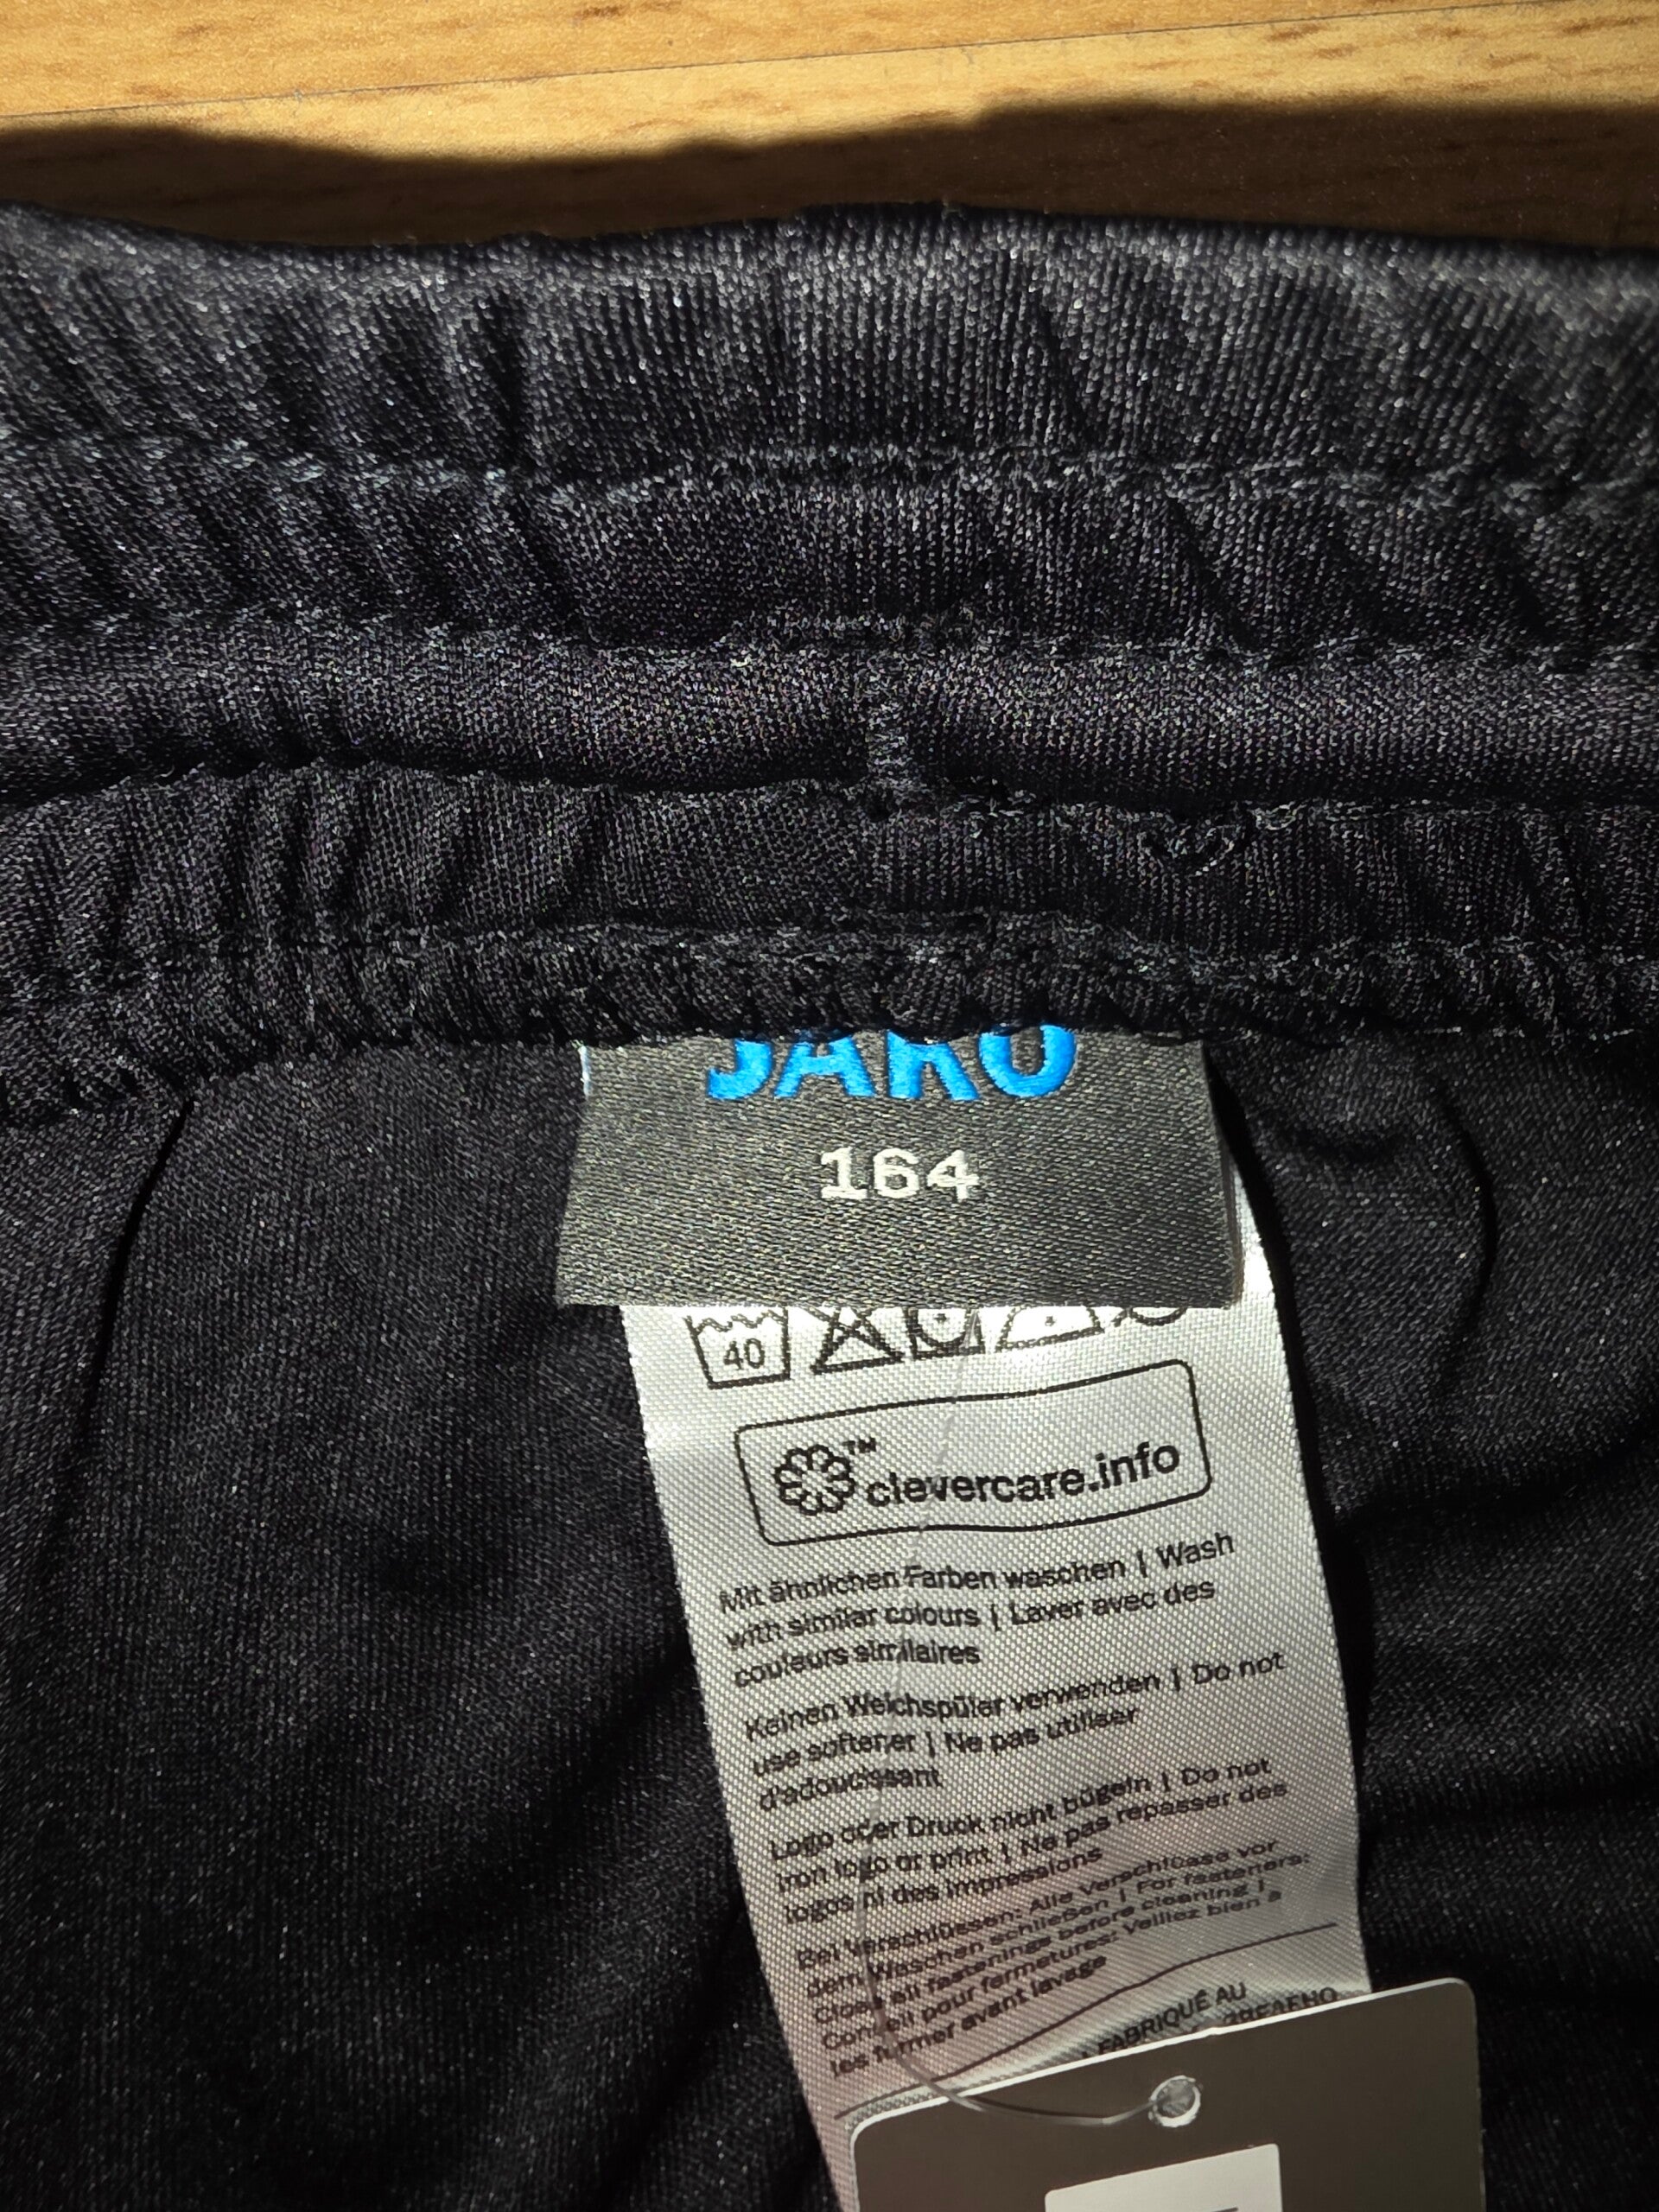 JAKO
164
40
™
clevercare.info
Mit ähnlichen Farben waschen | Wash
with similar colours | Laver avec des
couleurs similaires
Keinen Weichspüler verwenden | Do not
use softener | Ne pas utiliser
d'adoucissant
Logo oder Druck nicht bügeln | Do not
iron logo or print | Ne pas repasser des
logos ni des impressions
Bei Verschlüssen: Alle Verschlüsse vor
dem Waschen schließen | For fasteners:
Close all fastenings before cleaning |
Conseil pour fermetures: Veillez bien à
les fermer avant lavage
FABRIQUÉ AU